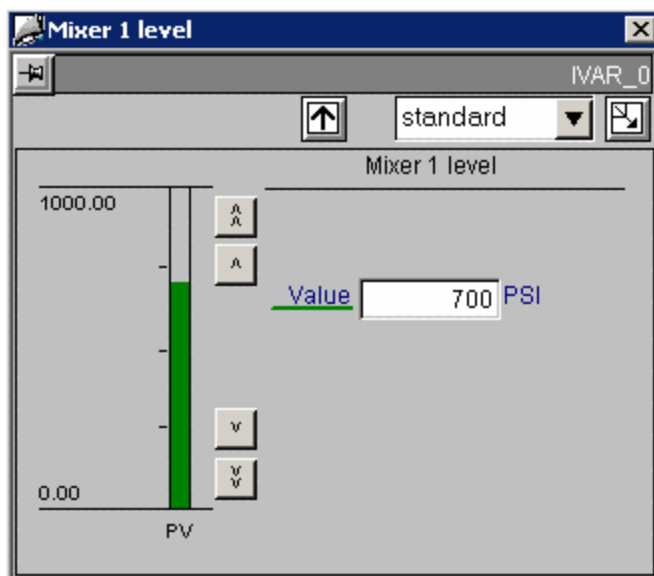 Mixer 1 level
IVAR_0
standard
Mixer 1 level
1000.00
Value 700 PSI
0.00
PV